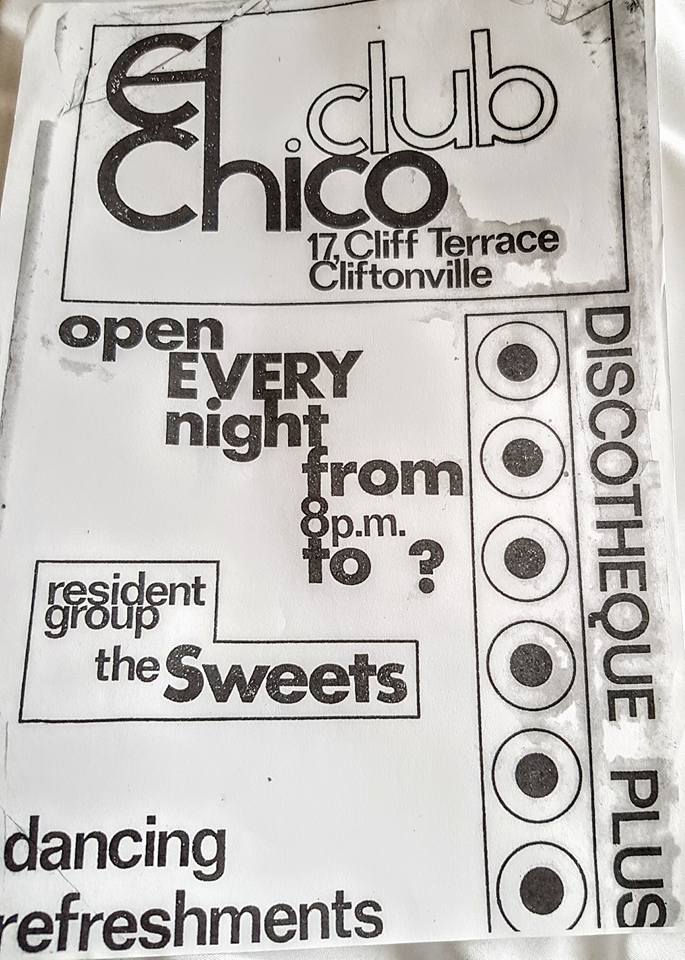 El
club
Chico
17, Cliff Terrace
Cliftonville
open
EVERY
night
from
8p.m.
to ?
resident
group
the Sweets
DISCOTHEQUE PLUS
dancing
refreshments